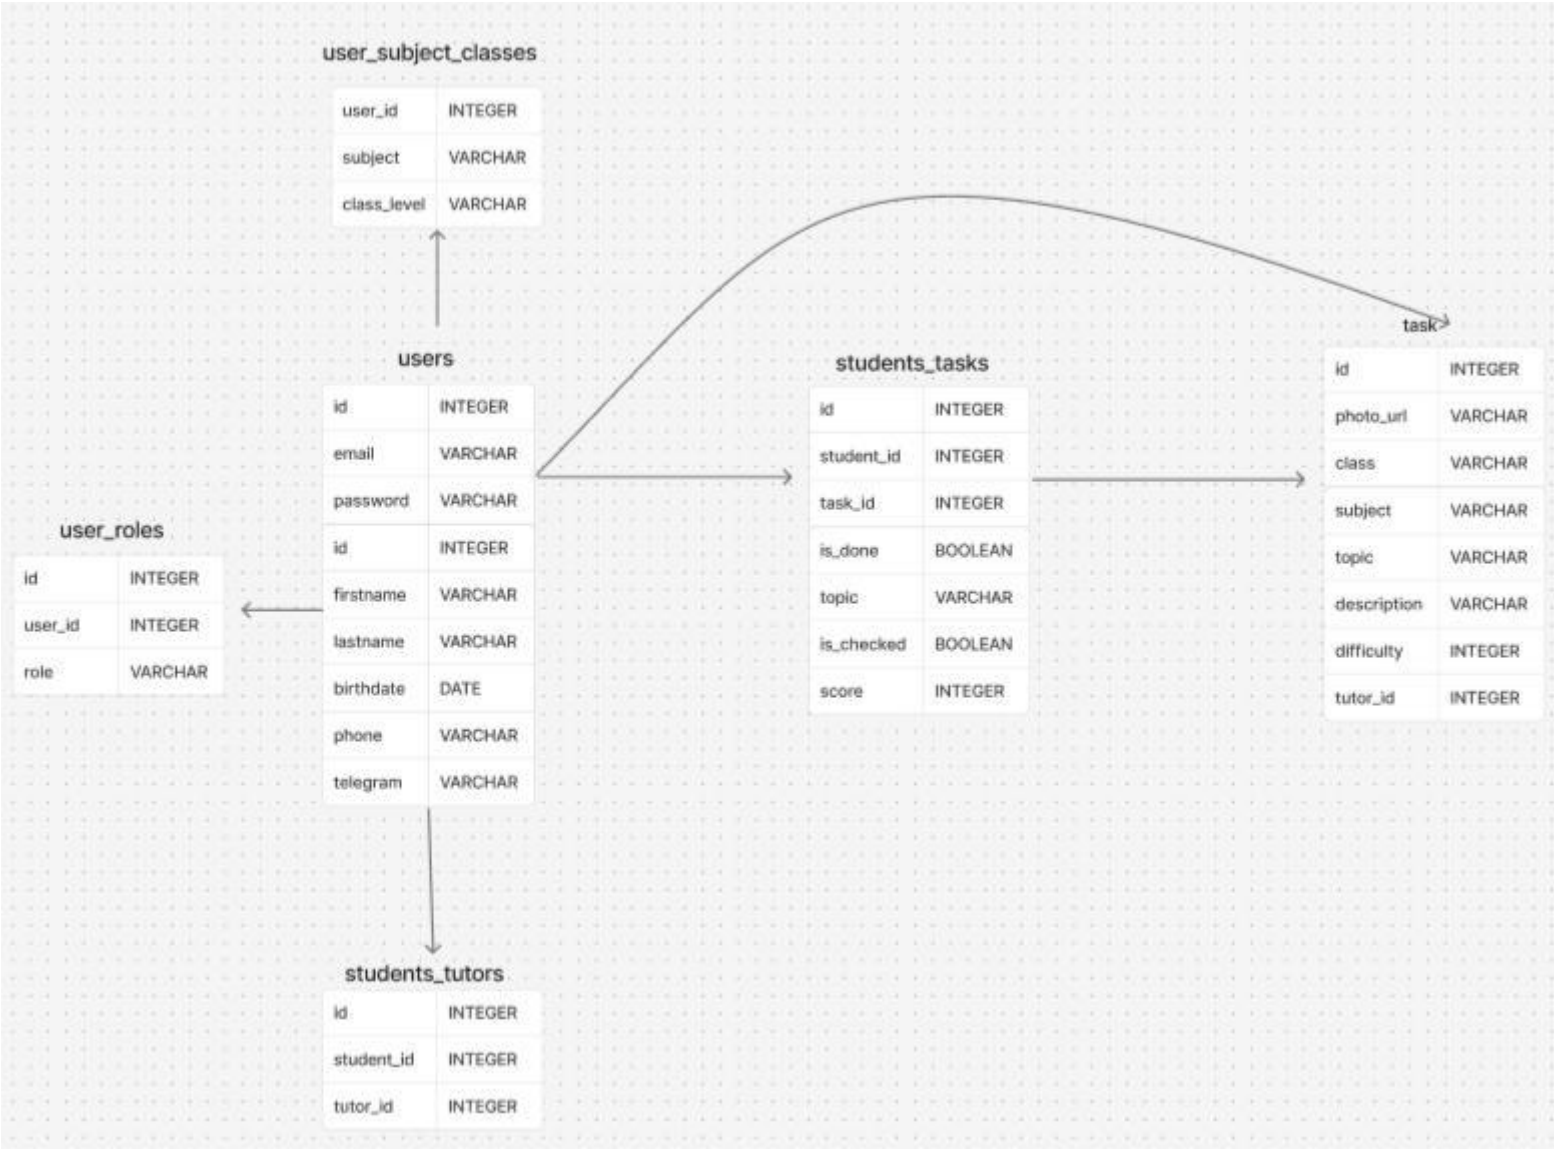 user_subject_classes
user_id INTEGER
subject VARCHAR
class_level VARCHAR
users
id INTEGER
email VARCHAR
password VARCHAR
id INTEGER
firstname VARCHAR
lastname VARCHAR
birthdate DATE
phone VARCHAR
telegram VARCHAR
user_roles
id INTEGER
user_id INTEGER
role VARCHAR
students_tutors
id INTEGER
student_id INTEGER
tutor_id INTEGER
students_tasks
id INTEGER
student_id INTEGER
task_id INTEGER
is_done BOOLEAN
topic VARCHAR
is_checked BOOLEAN
score INTEGER
task
id INTEGER
photo_url VARCHAR
class VARCHAR
subject VARCHAR
topic VARCHAR
description VARCHAR
difficulty INTEGER
tutor_id INTEGER